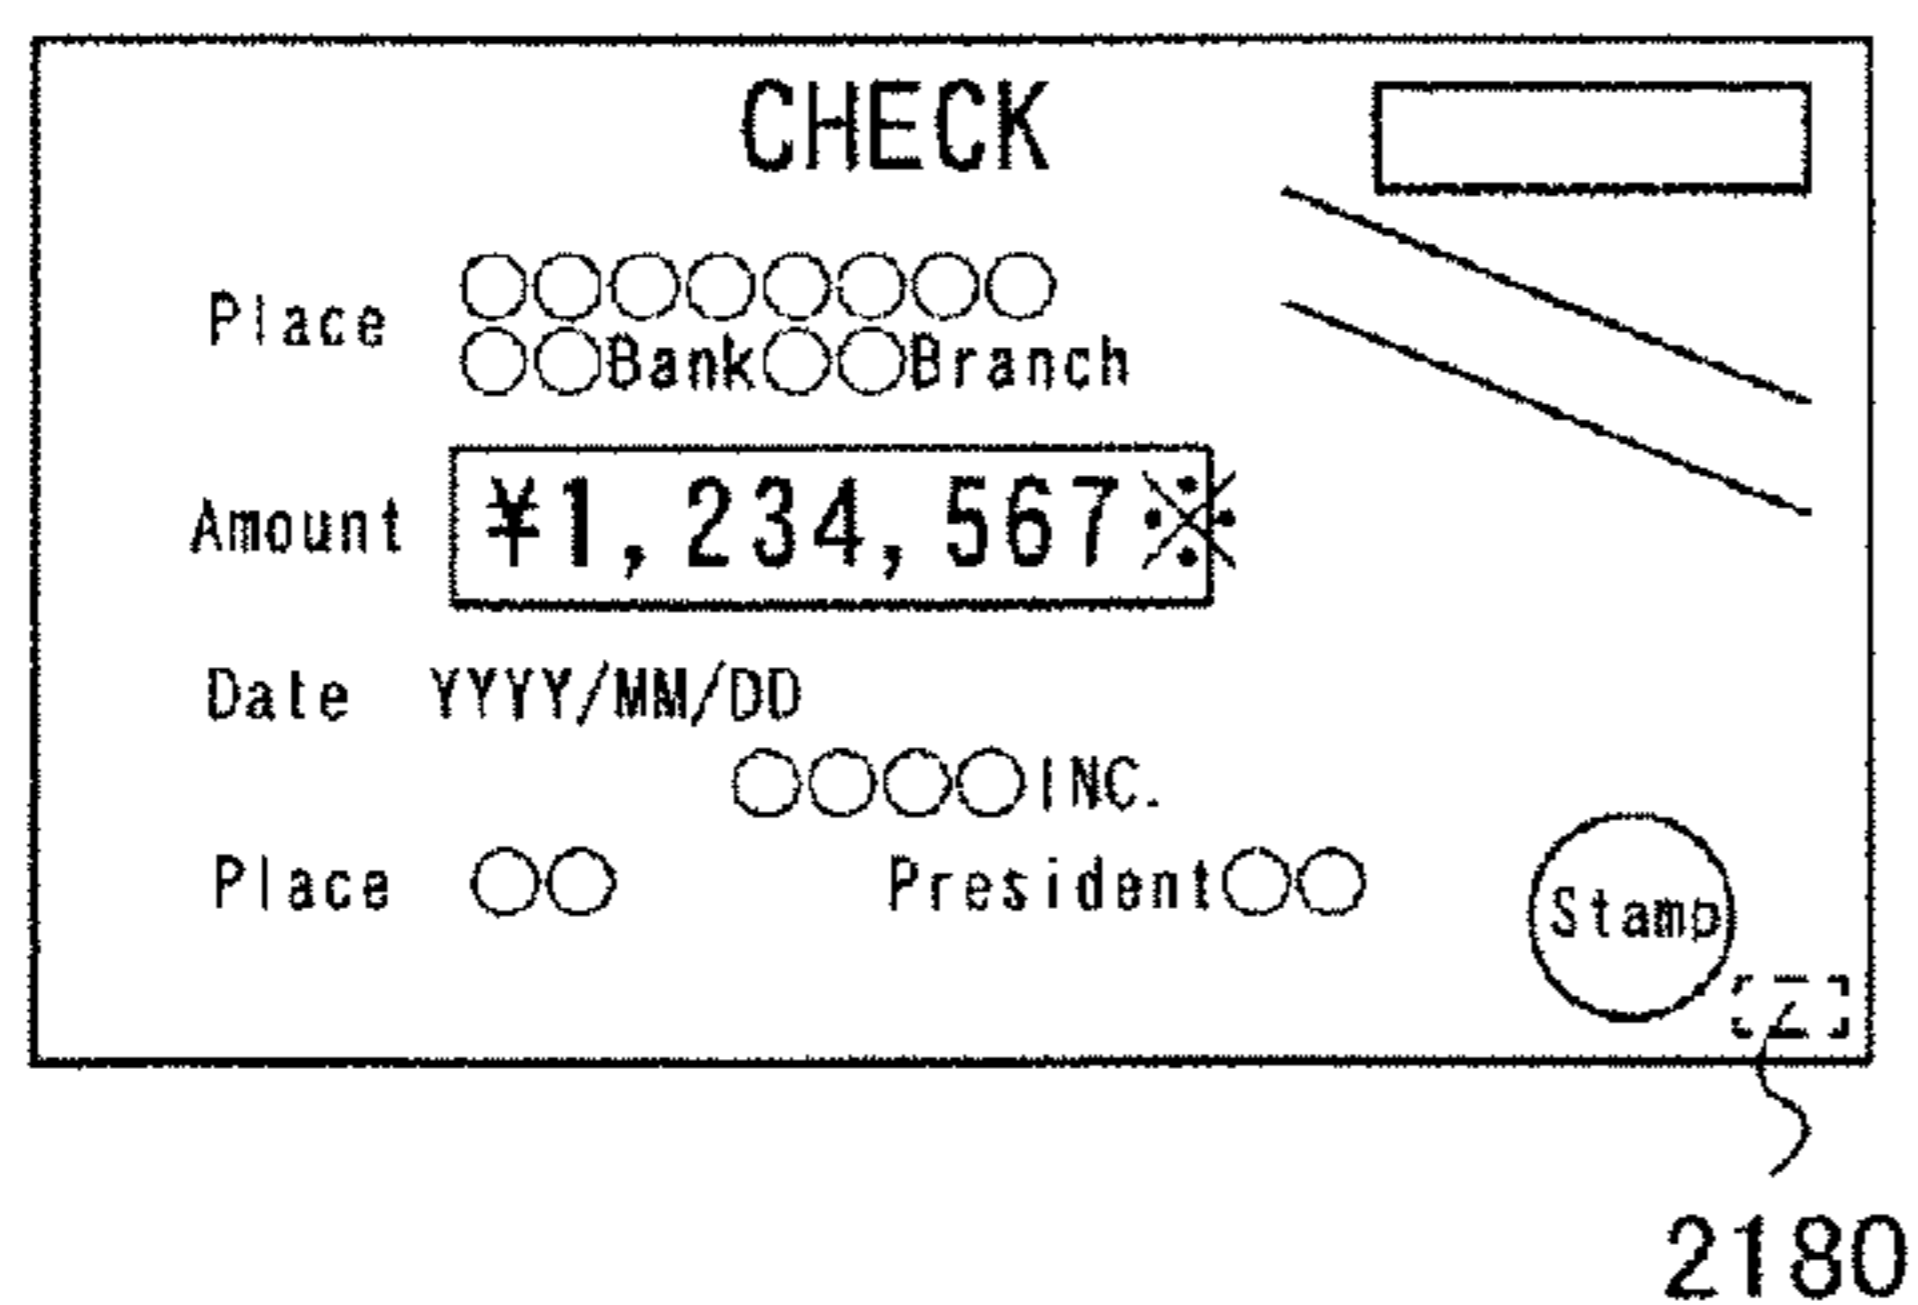 CHECK
Place ○○○○○○○○
○○Bank○○Branch
Amount ¥1,234,567※
Date YYYY/MM/DD
○○○○INC.
Place ○○ President○○
Stamp
2180